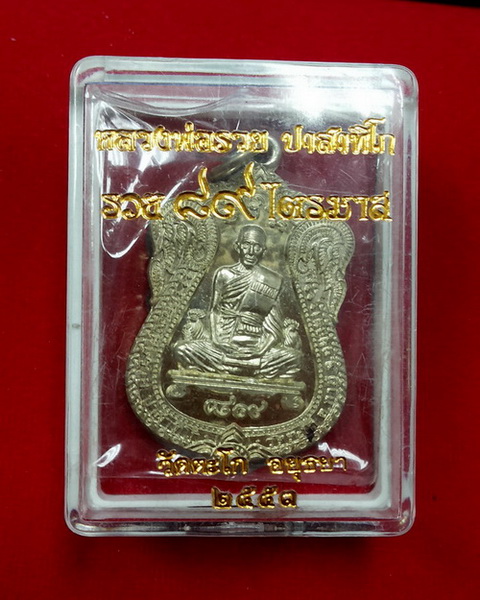 หลวงพ่อรวย ปาสาทิโก
รวย ๘๙ ไตรมาส
วัดตะโก อยุธยา
๒๕๕๓